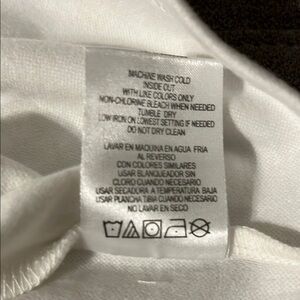 MACHINE WASH COLD
INSIDE OUT
WITH LIKE COLORS ONLY
NON-CHLORINE BLEACH WHEN NEEDED
TUMBLE DRY
LOW IRON ON LOWEST SETTING IF NEEDED
DO NOT DRY CLEAN
LAVAR EN MAQUINA EN AGUA FRIA
AL REVERSO
CON COLORES SIMILARES
USAR BLANQUEADOR SIN
CLORO CUANDO NECESARIO
USAR SECADORA A TEMPERATURA BAJA
USAR PLANCHA TIBIA CUANDO NECESARIO
NO LAVAR EN SECO